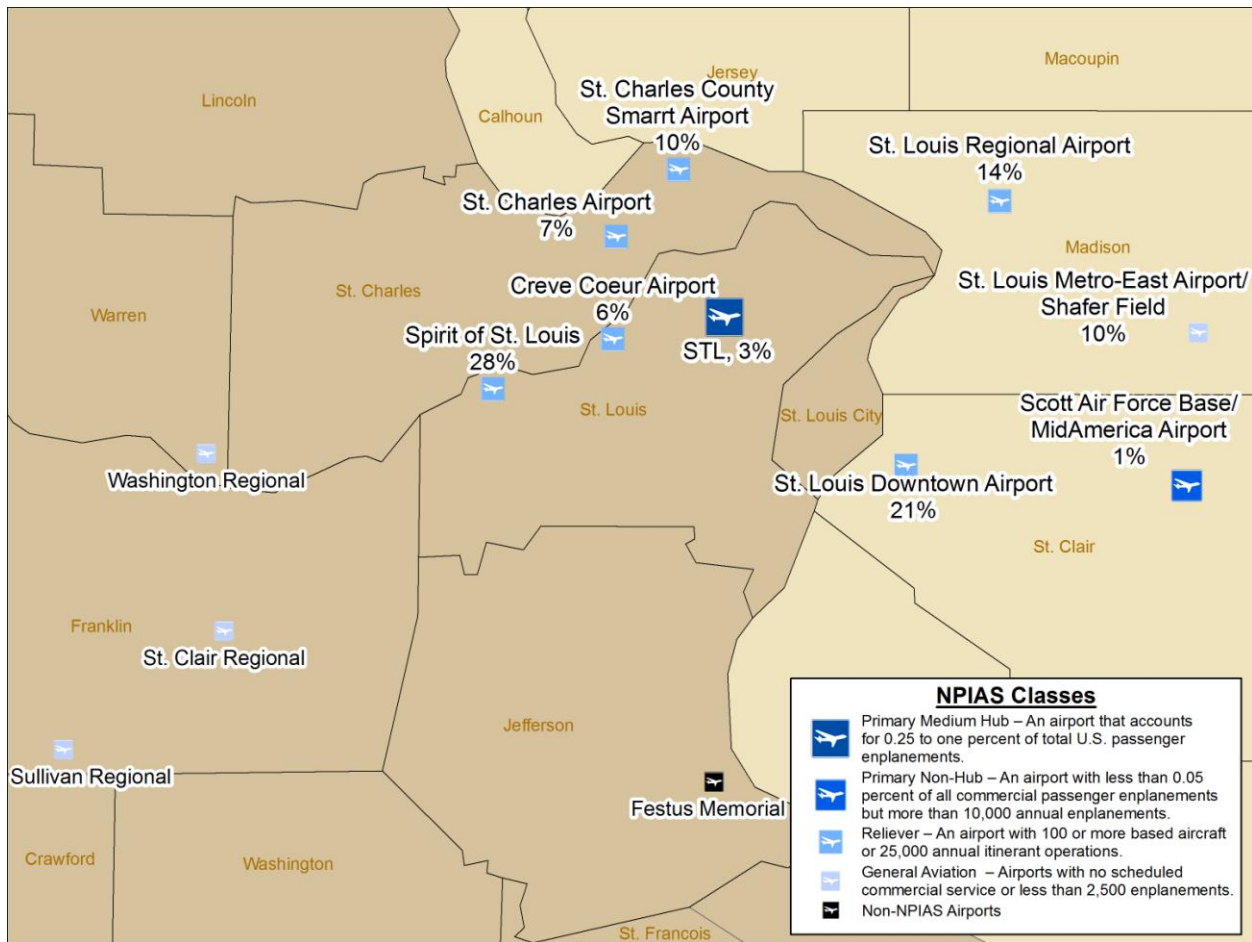 Macoupin
Jersey
Lincoln
Calhoun
St. Charles County
Smarrt Airport
10%
St. Louis Regional Airport
14%
St. Charles Airport
7%
Madison
St. Louis Metro-East Airport/
Shafer Field
10%
Creve Coeur Airport
6%
St. Charles
Warren
Spirit of St. Louis
28%
STL, 3%
St. Louis
St. Louis City
Scott Air Force Base/
MidAmerica Airport
1%
Washington Regional
St. Louis Downtown Airport
21%
St. Clair
Franklin
St. Clair Regional
Jefferson
Sullivan Regional
Festus Memorial
Crawford
Washington
St. Francois
NPIAS Classes
Primary Medium Hub – An airport that accounts
for 0.25 to one percent of total U.S. passenger
enplanements.
Primary Non-Hub – An airport with less than 0.05
percent of all commercial passenger enplanements
but more than 10,000 annual enplanements.
Reliever – An airport with 100 or more based aircraft
or 25,000 annual itinerant operations.
General Aviation – Airports with no scheduled
commercial service or less than 2,500 enplanements.
Non-NPIAS Airports